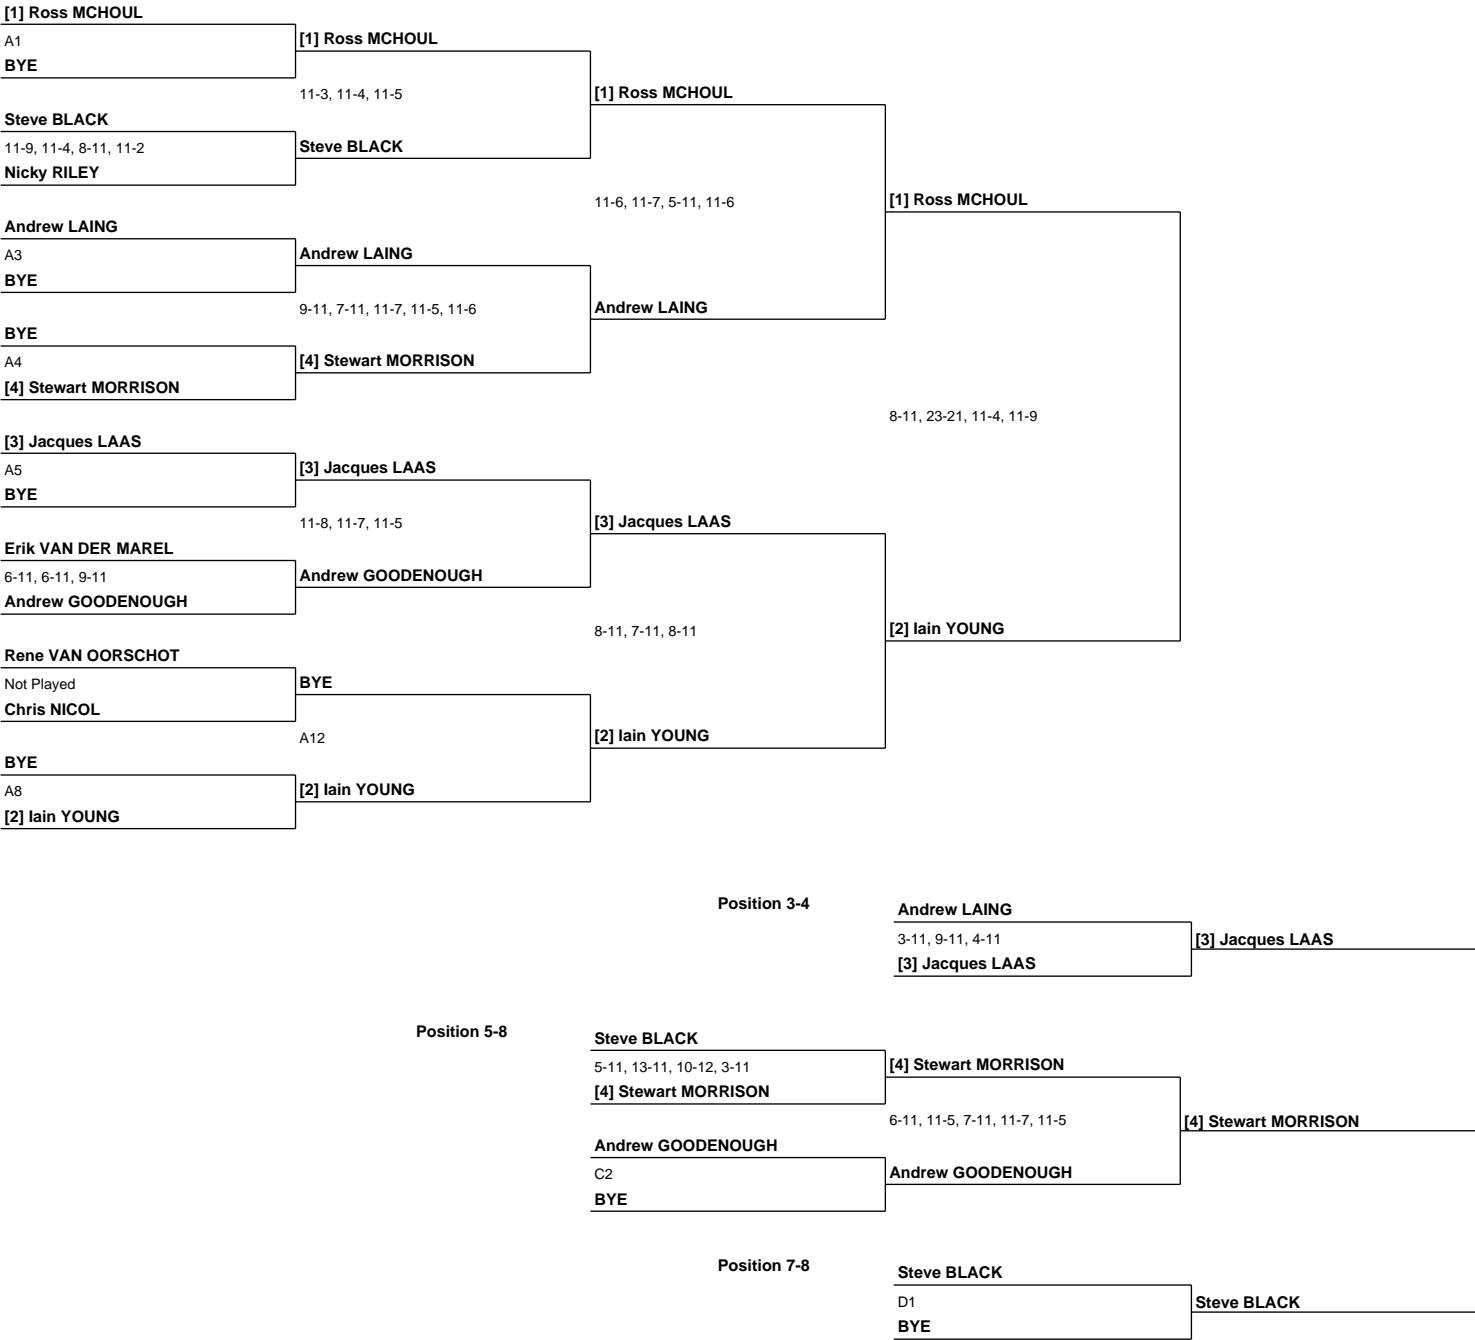 [1] Ross MCHOUL
A1
BYE
[1] Ross MCHOUL
11-3, 11-4, 11-5
Steve BLACK
11-9, 11-4, 8-11, 11-2
Nicky RILEY
Steve BLACK
[1] Ross MCHOUL
11-6, 11-7, 5-11, 11-6
Andrew LAING
A3
BYE
Andrew LAING
9-11, 7-11, 11-7, 11-5, 11-6
BYE
A4
[4] Stewart MORRISON
[4] Stewart MORRISON
Andrew LAING
[1] Ross MCHOUL
8-11, 23-21, 11-4, 11-9
[3] Jacques LAAS
A5
BYE
[3] Jacques LAAS
11-8, 11-7, 11-5
Erik VAN DER MAREL
6-11, 6-11, 9-11
Andrew GOODENOUGH
Andrew GOODENOUGH
[3] Jacques LAAS
8-11, 7-11, 8-11
Rene VAN OORSCHOT
Not Played
Chris NICOL
BYE
A12
BYE
A8
[2] Iain YOUNG
[2] Iain YOUNG
[2] Iain YOUNG
[2] Iain YOUNG
Position 3-4
Andrew LAING
3-11, 9-11, 4-11
[3] Jacques LAAS
[3] Jacques LAAS
Position 5-8
Steve BLACK
5-11, 13-11, 10-12, 3-11
[4] Stewart MORRISON
[4] Stewart MORRISON
6-11, 11-5, 7-11, 11-7, 11-5
Andrew GOODENOUGH
C2
BYE
Andrew GOODENOUGH
[4] Stewart MORRISON
Position 7-8
Steve BLACK
D1
BYE
Steve BLACK